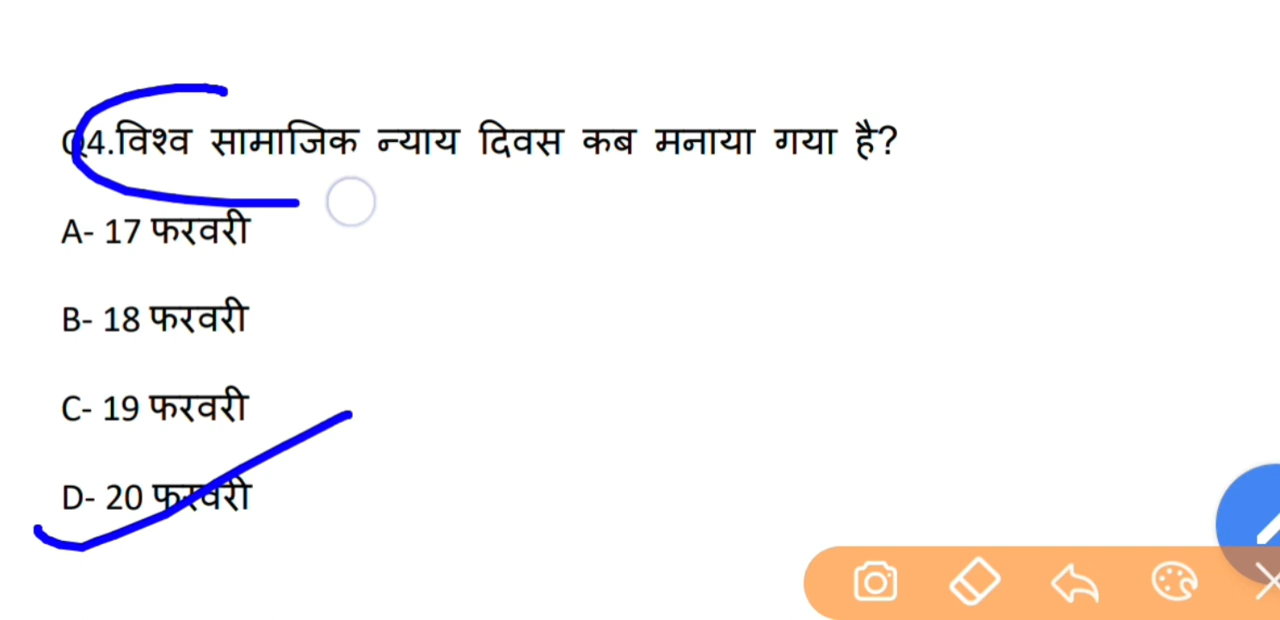 Q4.विश्व सामाजिक न्याय दिवस कब मनाया गया है?
A- 17 फरवरी
B- 18 फरवरी
C- 19 फरवरी
D- 20 फरवरी